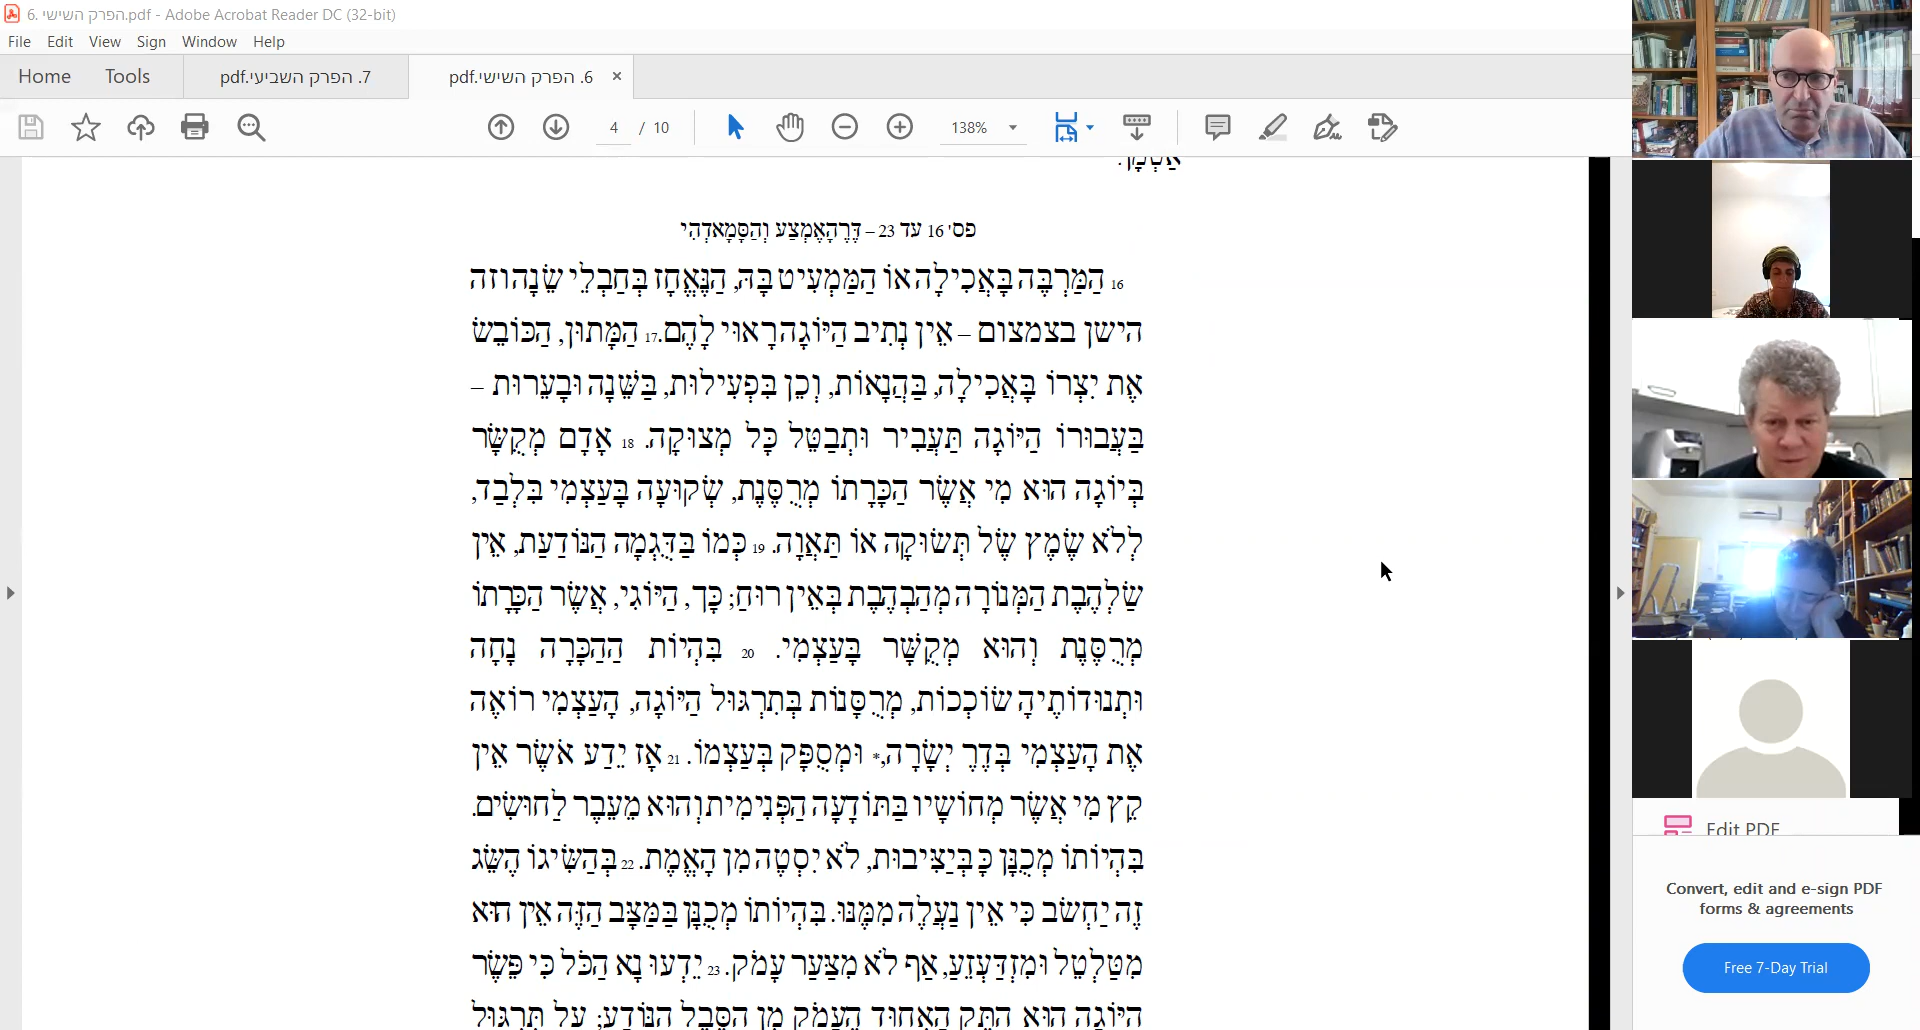 6. הפרק השישי.pdf - Adobe Acrobat Reader DC (32-bit)
File Edit View Sign Window Help
Home Tools 7. הפרק השביעי.pdf 6. הפרק השישי.pdf ×
4 / 10 138%
אַטְמָן.
פס' 16 עד 23 – דֶּרֶהָאֶמְצַע וְהַסָּמָאדְהִי
16 הַמַּרְבֶּה בָּאֲכִילָה אוֹ הַמַּמְעִיט בָּהּ, הַנֶּאֱחָז בְּחַבְלֵי שֵׂנָה וזה
הישן בצמצום – אֵין נְתִיב הַיּוֹגָה רָאוּי לָהֶם. 17 הַמָּתוּן, הַכּוֹבֵשׂ
אֶת יִצְרוֹ בָּאֲכִילָה, בַּהֲנָאוֹת, וְכֵן בִּפְעִילוּת, בַּשֵּׁנָה וּבָעֵרוּת –
בַּעֲבוּרוֹ הַיּוֹגָה תַּעֲבִיר וּתְבַטֵּל כָּל מְצוּקָה. 18 אָדָם מְקֻשָּׁר
בְּיוֹגָה הוּא מִי אֲשֶׁר הַכָּרָתוֹ מְרֻסֶּנֶת, שְׁקוּעָה בָּעַצְמִי בִּלְבַד,
לְלֹא שֶׁמֶץ שֶׁל תְּשׁוּקָה אוֹ תַּאֲוָה. 19 כְּמוֹ בַּדֻּגְמָה הַנּוֹדַעַת, אֵין
שַׁלְהֶבֶת הַמְּנוֹרָה מְהַבְהֶבֶת בְּאֵין רוּחַ; כָּךְ, הַיּוֹגִי, אֲשֶׁר הַכָּרָתוֹ
מְרֻסֶּנֶת וְהוּא מְקֻשָּׁר בָּעַצְמִי. 20 בִּהְיוֹת הַהַכָּרָה נָחָה
וּתְנוּדוֹתֶיהָ שׁוֹכְכוֹת, מְרֻסָּנוֹת בְּתִרְגּוּל הַיּוֹגָה, הָעַצְמִי רוֹאֶה
אֶת הָעַצְמִי בְּדֶרֶ יְשָׁרָה,* וּמְסֻפָּק בְּעַצְמוֹ. 21 אָז יֵדַע אֹשֶׁר אֵין
קֵץ מִי אֲשֶׁר מְחוֹשָׁיו בַּתּוֹדָעָה הַפְּנִימִית וְהוּא מֵעֵבֶר לַחוּשִׁים.
בִּהְיוֹתוֹ מְכֻנָּן כָּ בְּיַצִּיבוּת, לֹא יִסְטֶה מִן הָאֱמֶת. 22 בְּהַשִּׂיגוֹ הֶשֵּׂג
זֶה יַחְשֹׁב כִּי אֵין נַעֲלֶה מִמֶּנּוּ. בִּהְיוֹתוֹ מְכֻנָּן בַּמַּצָּב הַזֶּה אֵין הוּא
מִטַּלְטֵל וּמִזְדַּעְזֵעַ, אַף לֹא מִצַּעַר עָמֹק. 23 יֵדְעוּ נָא הַכֹּל כִּי פֵּשֶׁר
הַיּוֹגָה הוּא הַתֶּק הָאִחוּד הֶעָמֹק מִן הַסֵּבֶל הַנּוֹדָע; עַל תִּרְגּוּל
Edit PDF
Convert, edit and e-sign PDF
forms & agreements
Free 7-Day Trial